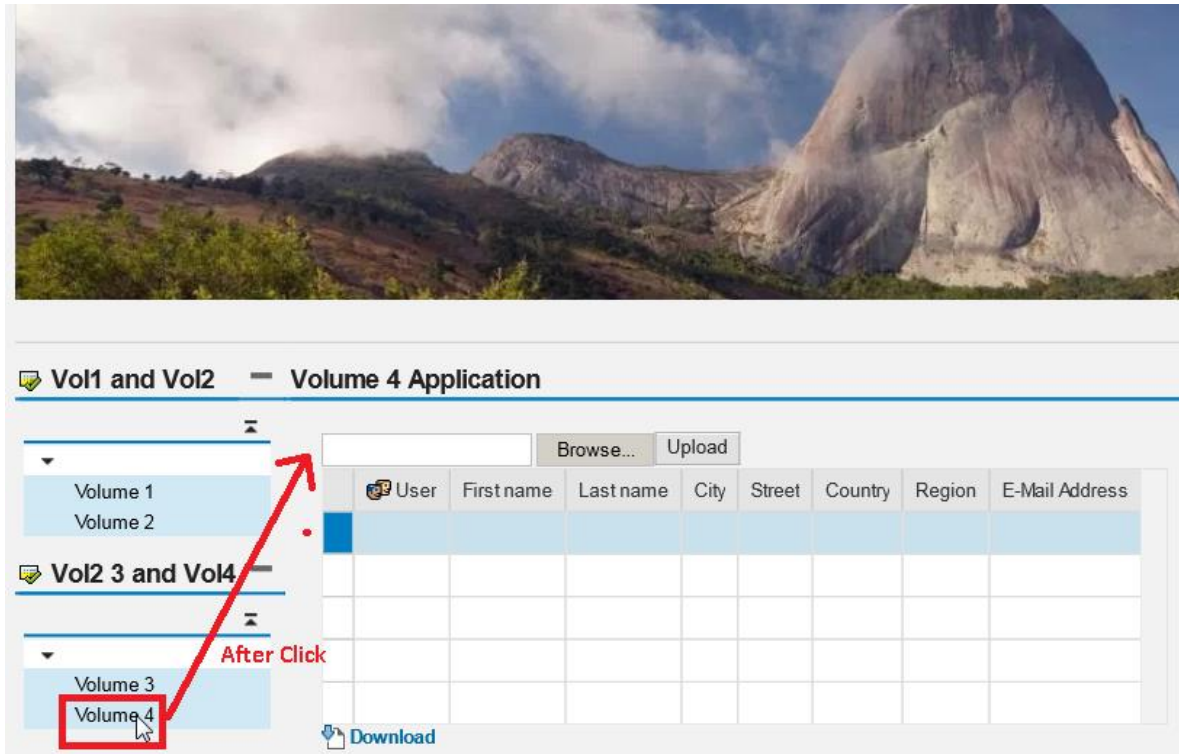 Vol1 and Vol2
Volume 4 Application
Browse... Upload
User First name Last name City Street Country Region E-Mail Address
Volume 1
Volume 2
Vol2 3 and Vol4
After Click
Volume 3
Volume 4
Download